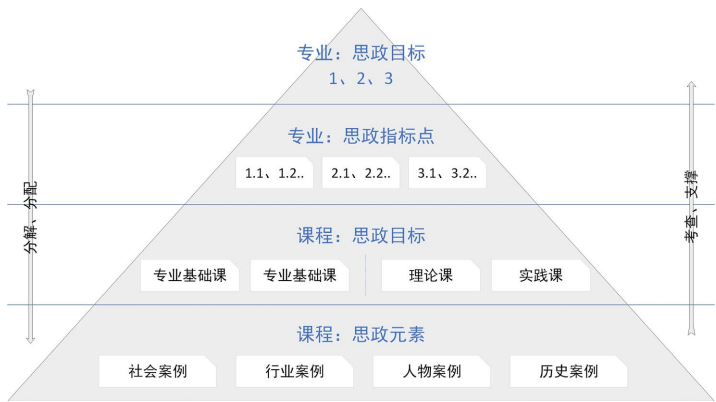 专业：思政目标
1、2、3
专业：思政指标点
1.1、1.2..
2.1、2.2..
3.1、3.2..
分解、分配
考查、支撑
课程：思政目标
专业基础课
专业基础课
理论课
实践课
课程：思政元素
社会案例
行业案例
人物案例
历史案例